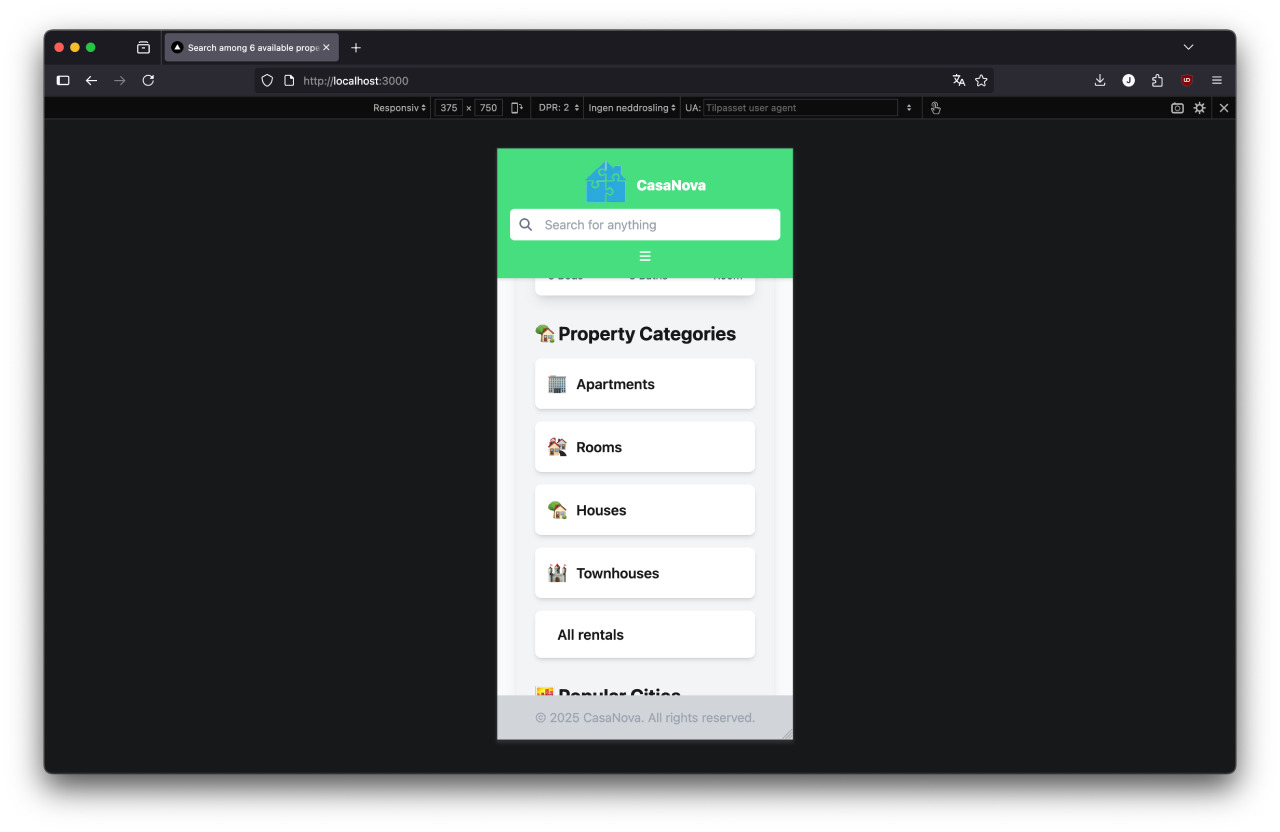 Search among 6 available prope
http://localhost:3000
Responsiv 375 × 750 DPR: 2 Ingen neddrosling UA: Tilpasset user agent
CasaNova
Search for anything
🏡 Property Categories
Apartments
Rooms
Houses
Townhouses
All rentals
Popular Cities
© 2025 CasaNova. All rights reserved.